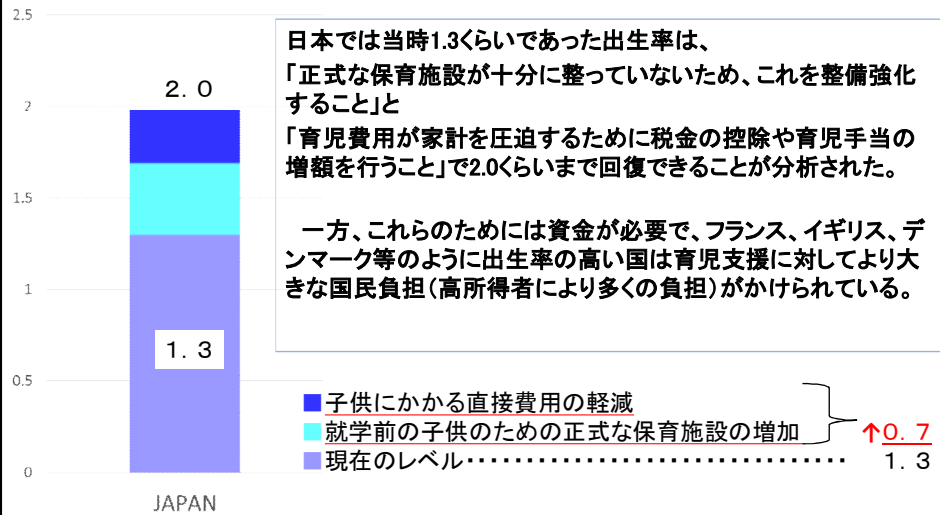 2.5
2
1.5
1
0.5
0
2.0
1.3
JAPAN
日本では当時1.3くらいであった出生率は、
「正式な保育施設が十分に整っていないため、これを整備強化
すること」と
「育児費用が家計を圧迫するために税金の控除や育児手当の
増額を行うこと」で2.0くらいまで回復できることが分析された。
一方、これらのためには資金が必要で、フランス、イギリス、デ
ンマーク等のように出生率の高い国は育児支援に対してより大
きな国民負担（高所得者により多くの負担）がかけられている。
子供にかかる直接費用の軽減
就学前の子供のための正式な保育施設の増加 ↑0.7
現在のレベル・・・・・・・・・・・・・・・・・・・・・・・・・・・・・・・・ 1.3